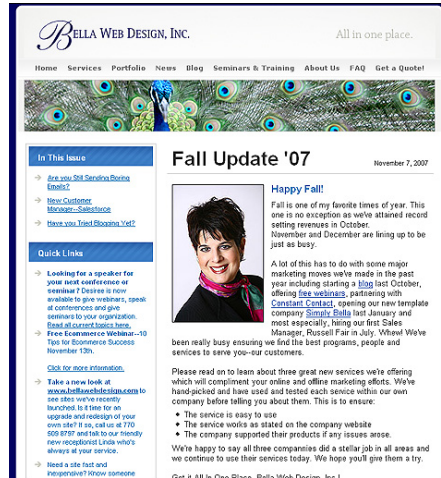 BELLA WEB DESIGN, INC.
All in one place.
Home Services Portfolio News Blog Seminars & Training About Us FAQ Get a Quote!
In This Issue
Are you Still Sending Boring
Emails?
New Customer
Manager--Salesforce
Have you Tried Blogging Yet?
Quick Links
Looking for a speaker for
your next conference or
seminar? Desiree is now
available to give webinars, speak
at conferences and give
seminars to your organization.
Read all current topics here.
Free Ecommerce Webinar--10
Tips for Ecommerce Success
November 13th.
Click for more information.
Take a new look at
www.bellawebdesign.com to
see sites we've recently
launched. Is it time for an
upgrade and redesign of your
own site? If so, call us at 770
509 8797 and talk to our friendly
new receptionist Linda who's
always at your service.
Need a site fast and
inexpensive? Know someone
Fall Update '07
November 7, 2007
Happy Fall!
Fall is one of my favorite times of year. This
one is no exception as we've attained record
setting revenues in October.
November and December are lining up to be
just as busy.
A lot of this has to do with some major
marketing moves we've made in the past
year including starting a blog last October,
offering free webinars, partnering with
Constant Contact, opening our new template
company Simply Bella last January and
most especially, hiring our first Sales
Manager, Russell Fair in July. Whew! We've
been really busy ensuring we find the best programs, people and
services to serve you--our customers.
Please read on to learn about three great new services we're offering
which will compliment your online and offline marketing efforts. We've
hand-picked and have used and tested each service within our own
company before telling you about them. This is to ensure:
The service is easy to use
The service works as stated on the company website
The company supported their products if any issues arose.
We're happy to say all three companies did a stellar job in all areas and
we continue to use their services today. We hope you'll give them a try.
Get it All In One Place, Bella Web Design, Inc.!